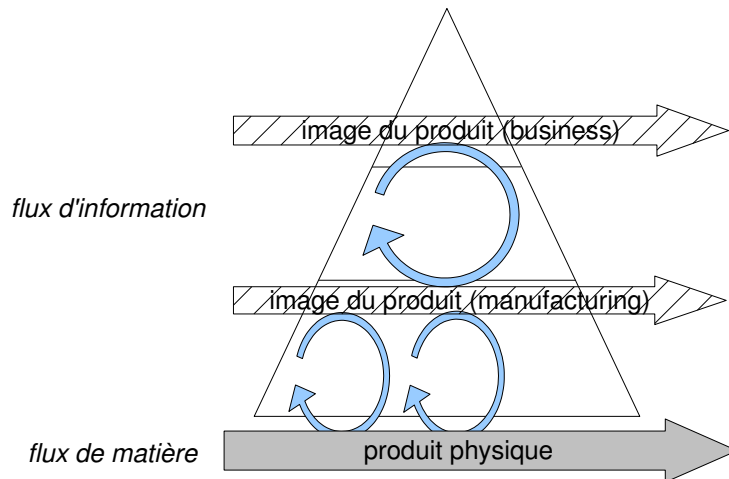 image du produit (business)
flux d'information
image du produit (manufacturing)
flux de matière
produit physique